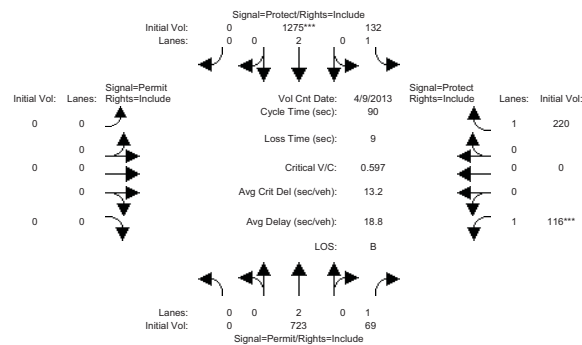 Signal=Protect/Rights=Include
Initial Vol: 0 1275*** 132
Lanes: 0 0 2 0 1
Signal=Permit
Initial Vol: Lanes: Rights=Include
Vol Cnt Date: 4/9/2013
Signal=Protect
Rights=Include Lanes: Initial Vol:
Cycle Time (sec): 90
0 0
1 220
Loss Time (sec): 9
0
0
0 0
Critical V/C: 0.597
0 0
0
Avg Crit Del (sec/veh): 13.2
0
0 0
Avg Delay (sec/veh): 18.8
1 116***
LOS: B
Lanes: 0 0 2 0 1
Initial Vol: 0 723 69
Signal=Permit/Rights=Include